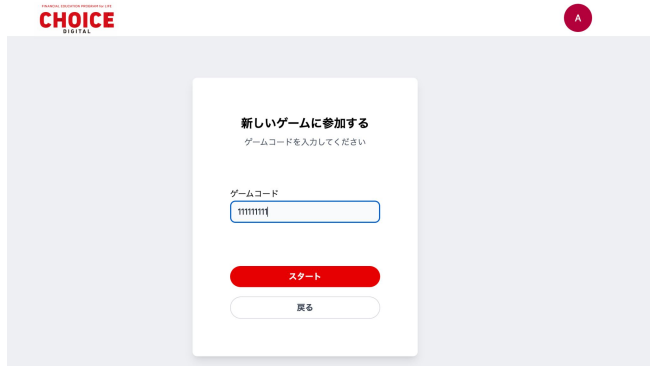 FINANCIAL EDUCATION PROGRAM for LIFE
CHOICE
DIGITAL
A
新しいゲームに参加する
ゲームコードを入力してください
ゲームコード
111111111
スタート
戻る